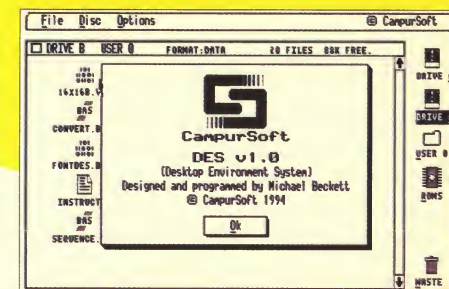 File Disc Options © CampurSoft
DRIVE B USER 0 FORMAT:DATA 20 FILES 88K FREE.
DRIVE
16X16B.
BAS
CONVERT.B
DRIVE
CampurSoft
USER 0
DES v1.0
(Desktop Environment System)
FONTDES.B
Designed and programmed by Michael Beckett
© CampurSoft 1994
INSTRUCT
ROMS
Ok
BAS
SEQUENCE.
WASTE